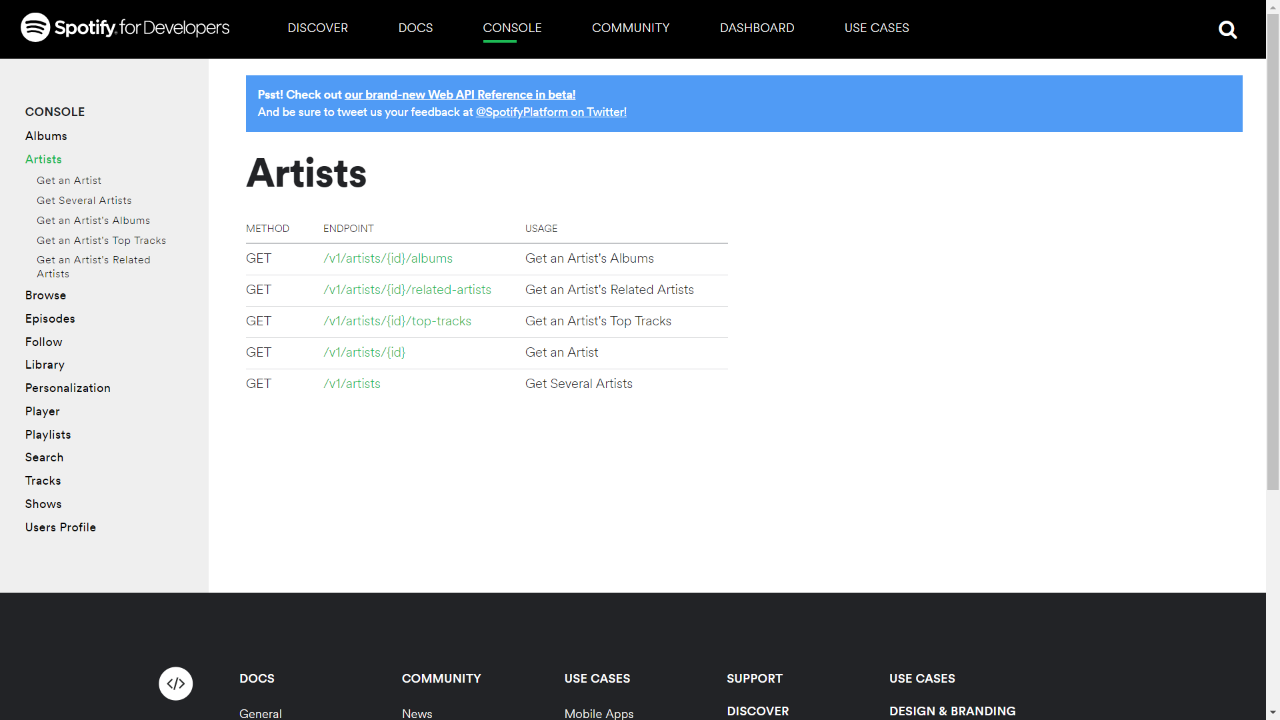 Spotify for Developers
DISCOVER
DOCS
CONSOLE
COMMUNITY
DASHBOARD
USE CASES
CONSOLE
Albums
Artists
Get an Artist
Get Several Artists
Get an Artist's Albums
Get an Artist's Top Tracks
Get an Artist's Related
Artists
Browse
Episodes
Follow
Library
Personalization
Player
Playlists
Search
Tracks
Shows
Users Profile
Psst! Check out our brand-new Web API Reference in beta!
And be sure to tweet us your feedback at @SpotifyPlatform on Twitter!
Artists
METHOD ENDPOINT USAGE
GET /v1/artists/{id}/albums Get an Artist's Albums
GET /v1/artists/{id}/related-artists Get an Artist's Related Artists
GET /v1/artists/{id}/top-tracks Get an Artist's Top Tracks
GET /v1/artists/{id} Get an Artist
GET /v1/artists Get Several Artists
</>
DOCS
General
COMMUNITY
News
USE CASES
Mobile Apps
SUPPORT
DISCOVER
USE CASES
DESIGN & BRANDING